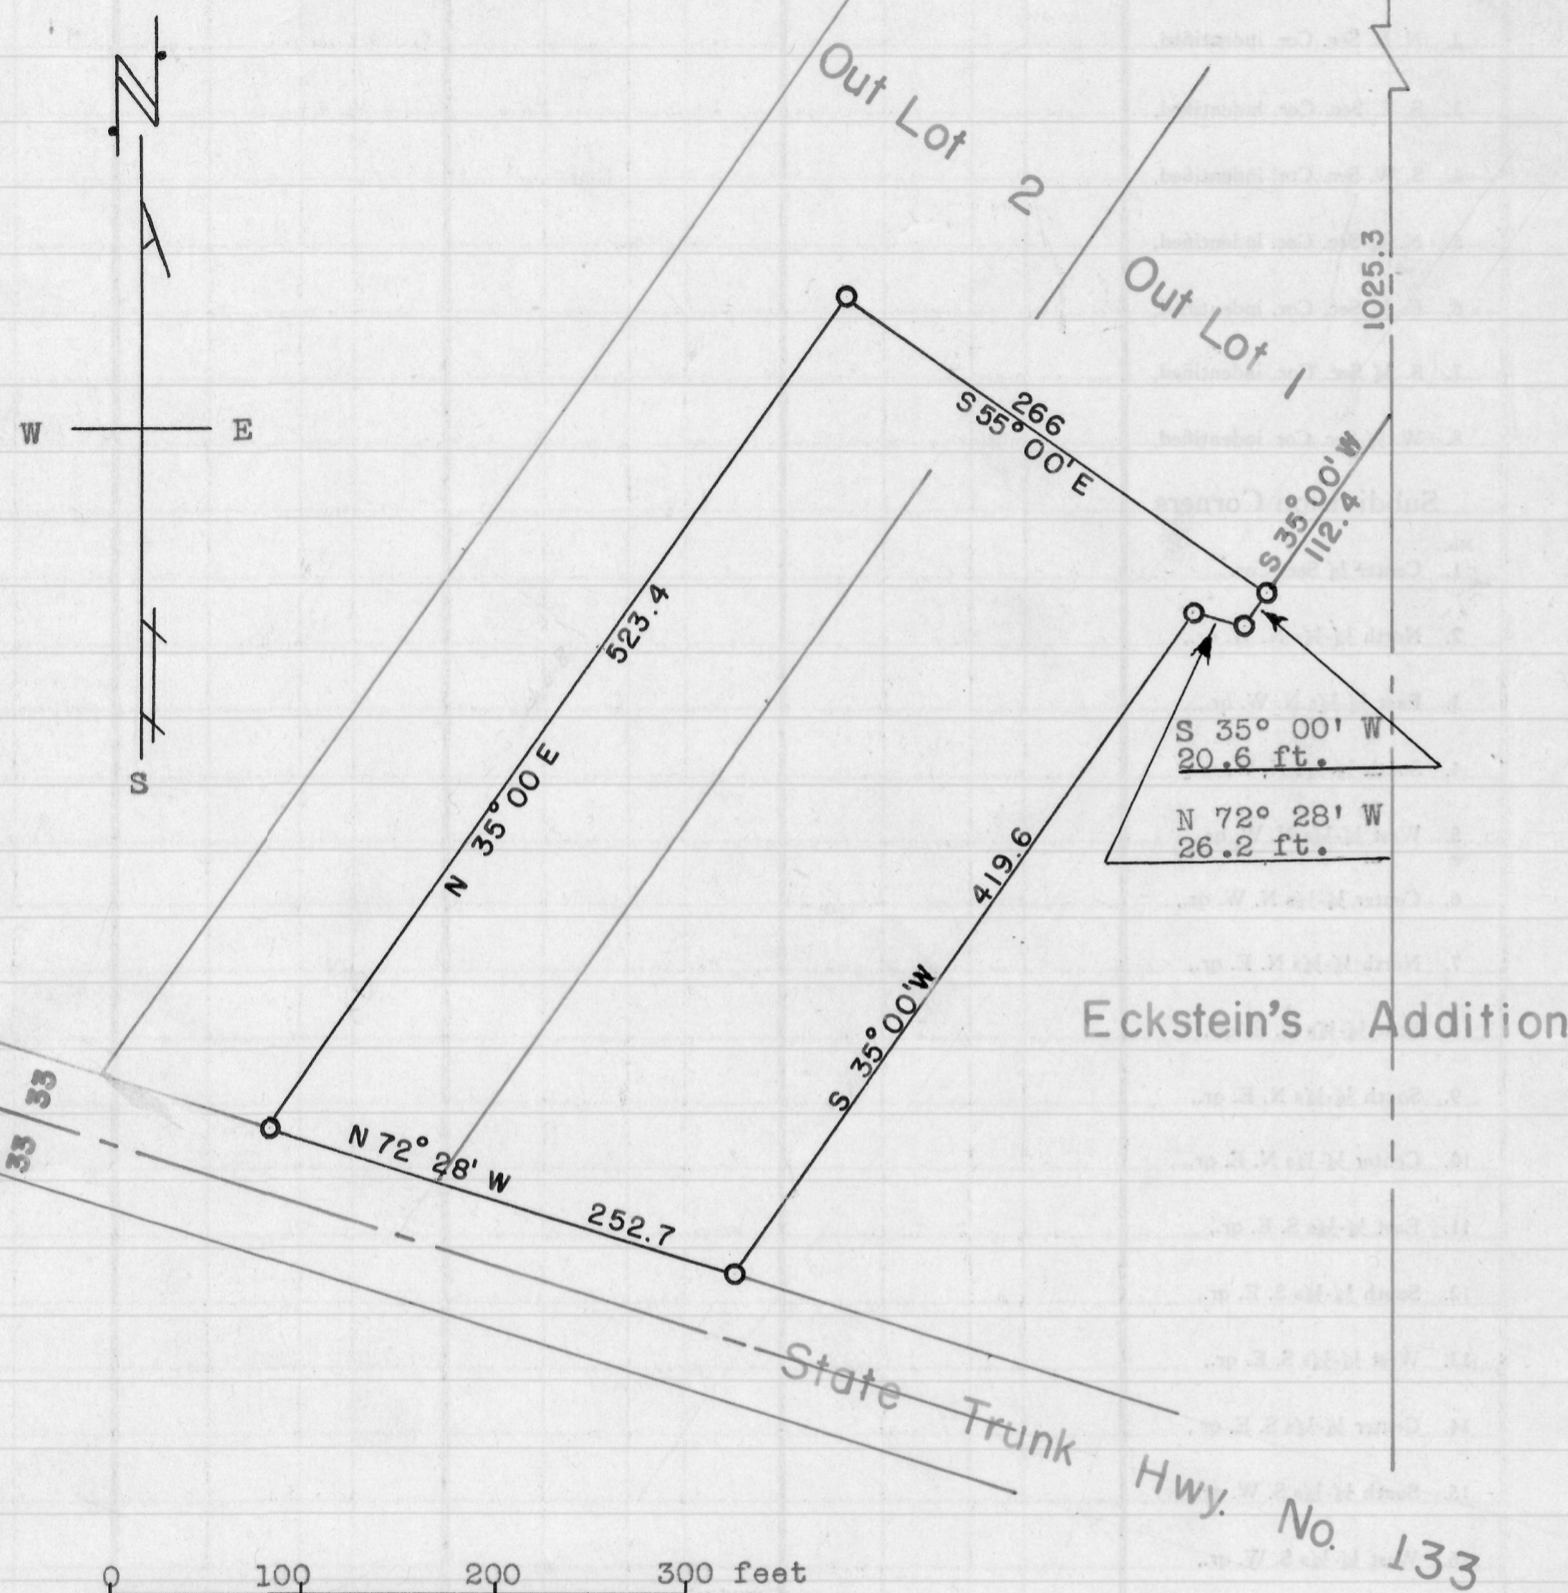 N
W E
S
Out Lot 2
Out Lot 1
1025.3
266
S 55° 00' E
S 35° 00' W
112.4
523.4
N 35° 00 E
S 35° 00' W
20.6 ft.
N 72° 28' W
26.2 ft.
419.6
S 35° 00' W
Eckstein's Addition
33
33
N 72° 28' W
252.7
State Trunk Hwy. No. 133
0 100 200 300 feet